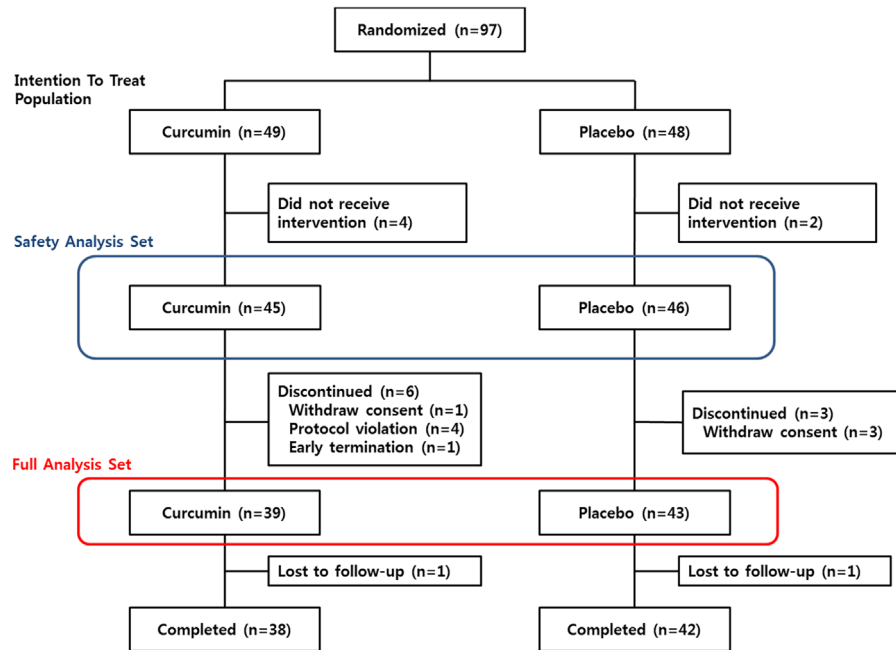 Randomized (n=97)
Intention To Treat
Population
Curcumin (n=49)
Placebo (n=48)
Did not receive
intervention (n=4)
Did not receive
intervention (n=2)
Safety Analysis Set
Curcumin (n=45)
Placebo (n=46)
Discontinued (n=6)
Withdraw consent (n=1)
Protocol violation (n=4)
Early termination (n=1)
Discontinued (n=3)
Withdraw consent (n=3)
Full Analysis Set
Curcumin (n=39)
Placebo (n=43)
Lost to follow-up (n=1)
Lost to follow-up (n=1)
Completed (n=38)
Completed (n=42)